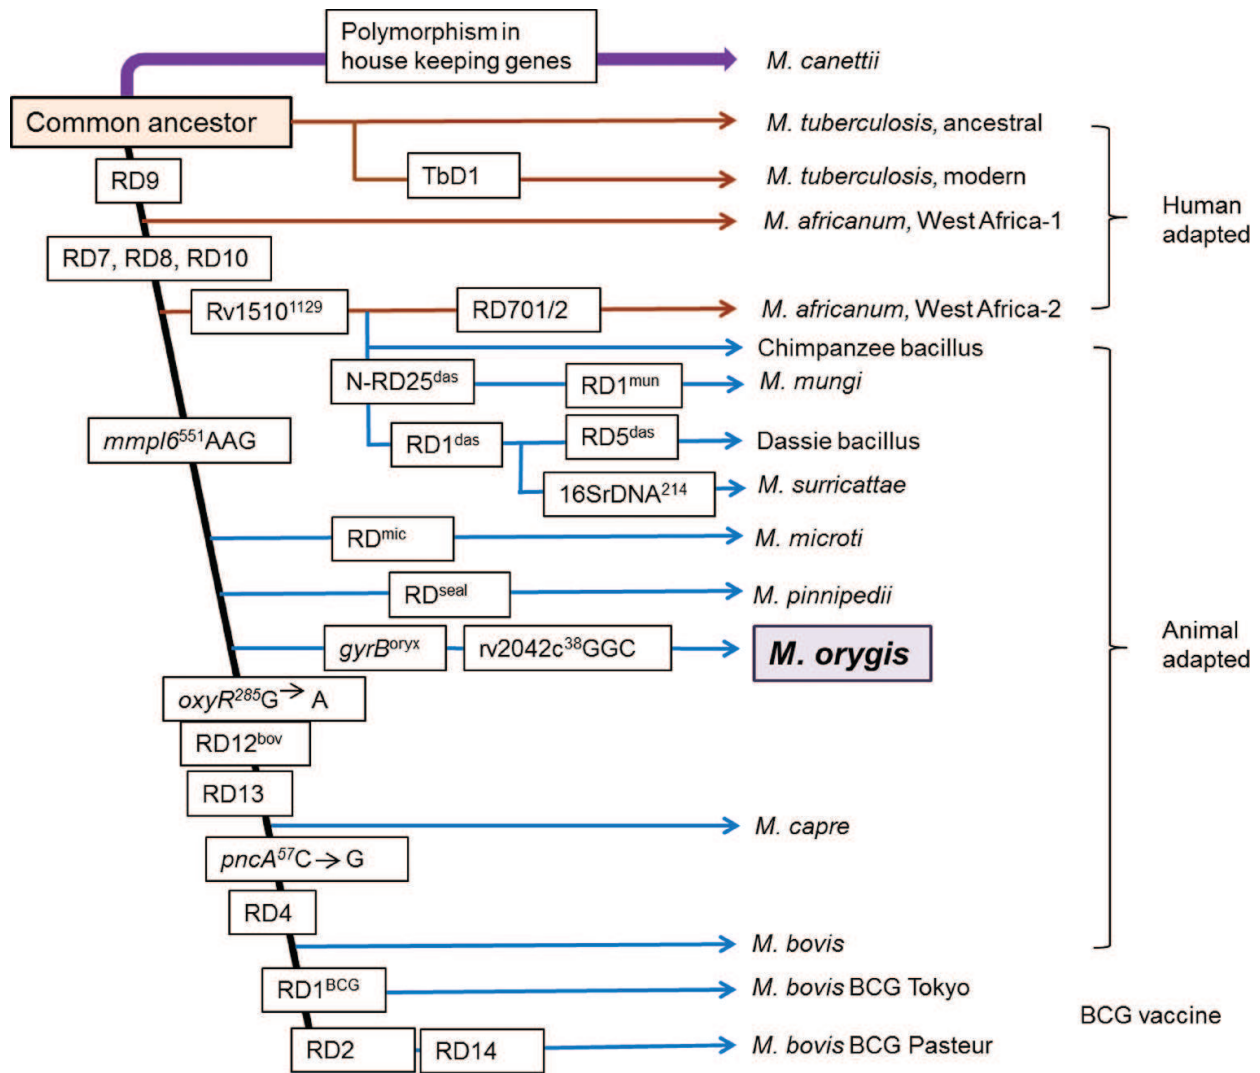 Polymorphism in
house keeping genes
M. canettii
Common ancestor
M. tuberculosis, ancestral
RD9
TbD1
M. tuberculosis, modern
Human
adapted
M. africanum, West Africa-1
RD7, RD8, RD10
Rv1510¹¹²⁹
RD701/2
M. africanum, West Africa-2
Chimpanzee bacillus
N-RD25ᵈᵃˢ
RD1ᵐᵘⁿ
M. mungi
mmpl6⁵⁵¹AAG
RD1ᵈᵃˢ
RD5ᵈᵃˢ
Dassie bacillus
16SrDNA²¹⁴
M. surricattae
RDᵐⁱᶜ
M. microti
RDˢᵉᵃˡ
M. pinnipedii
gyrBᵒʳʸˣ
rv2042c³⁸GGC
M. orygis
Animal
adapted
oxyR²⁸⁵G → A
RD12ᵇᵒᵛ
RD13
M. capre
pncA⁵⁷C → G
RD4
M. bovis
RD1ᴮᶜᴳ
M. bovis BCG Tokyo
BCG vaccine
RD2
RD14
M. bovis BCG Pasteur